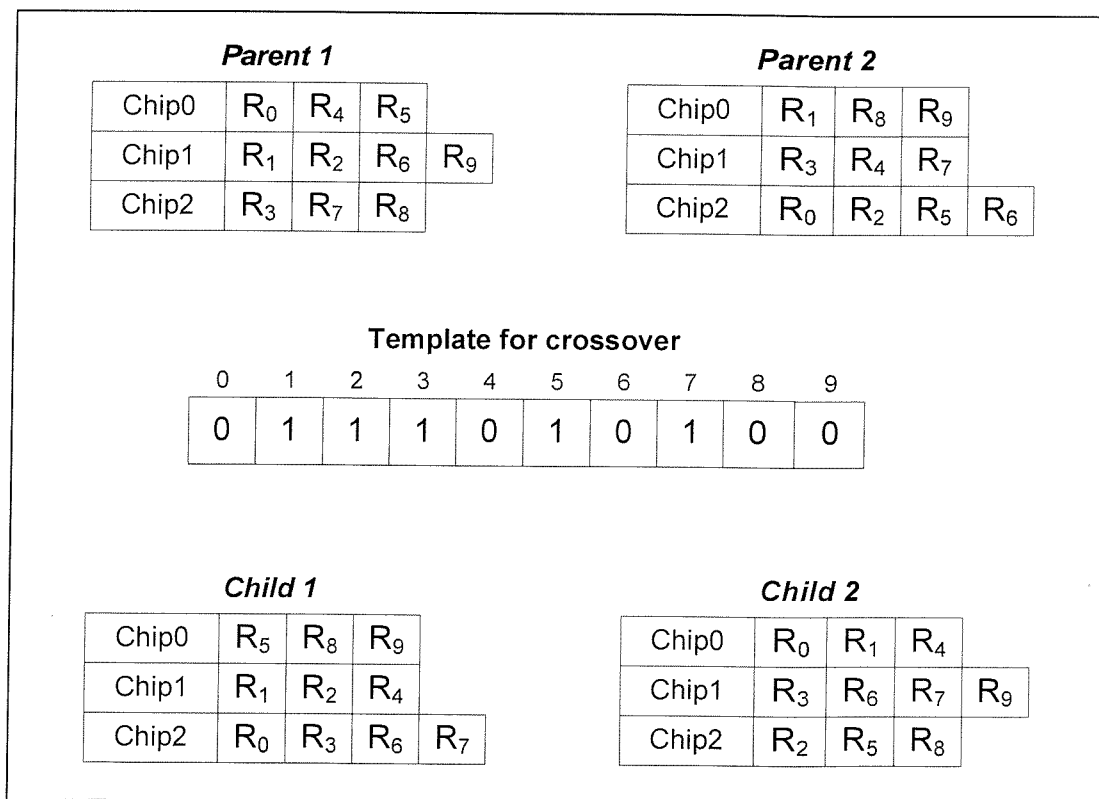 Parent 1
Parent 2
Chip0 R₀ R₄ R₅
Chip1 R₁ R₂ R₆ R₉
Chip2 R₃ R₇ R₈
Chip0 R₁ R₈ R₉
Chip1 R₃ R₄ R₇
Chip2 R₀ R₂ R₅ R₆
Template for crossover
0 1 2 3 4 5 6 7 8 9
0 1 1 1 0 1 0 1 0 0
Child 1
Child 2
Chip0 R₅ R₈ R₉
Chip1 R₁ R₂ R₄
Chip2 R₀ R₃ R₆ R₇
Chip0 R₀ R₁ R₄
Chip1 R₃ R₆ R₇ R₉
Chip2 R₂ R₅ R₈